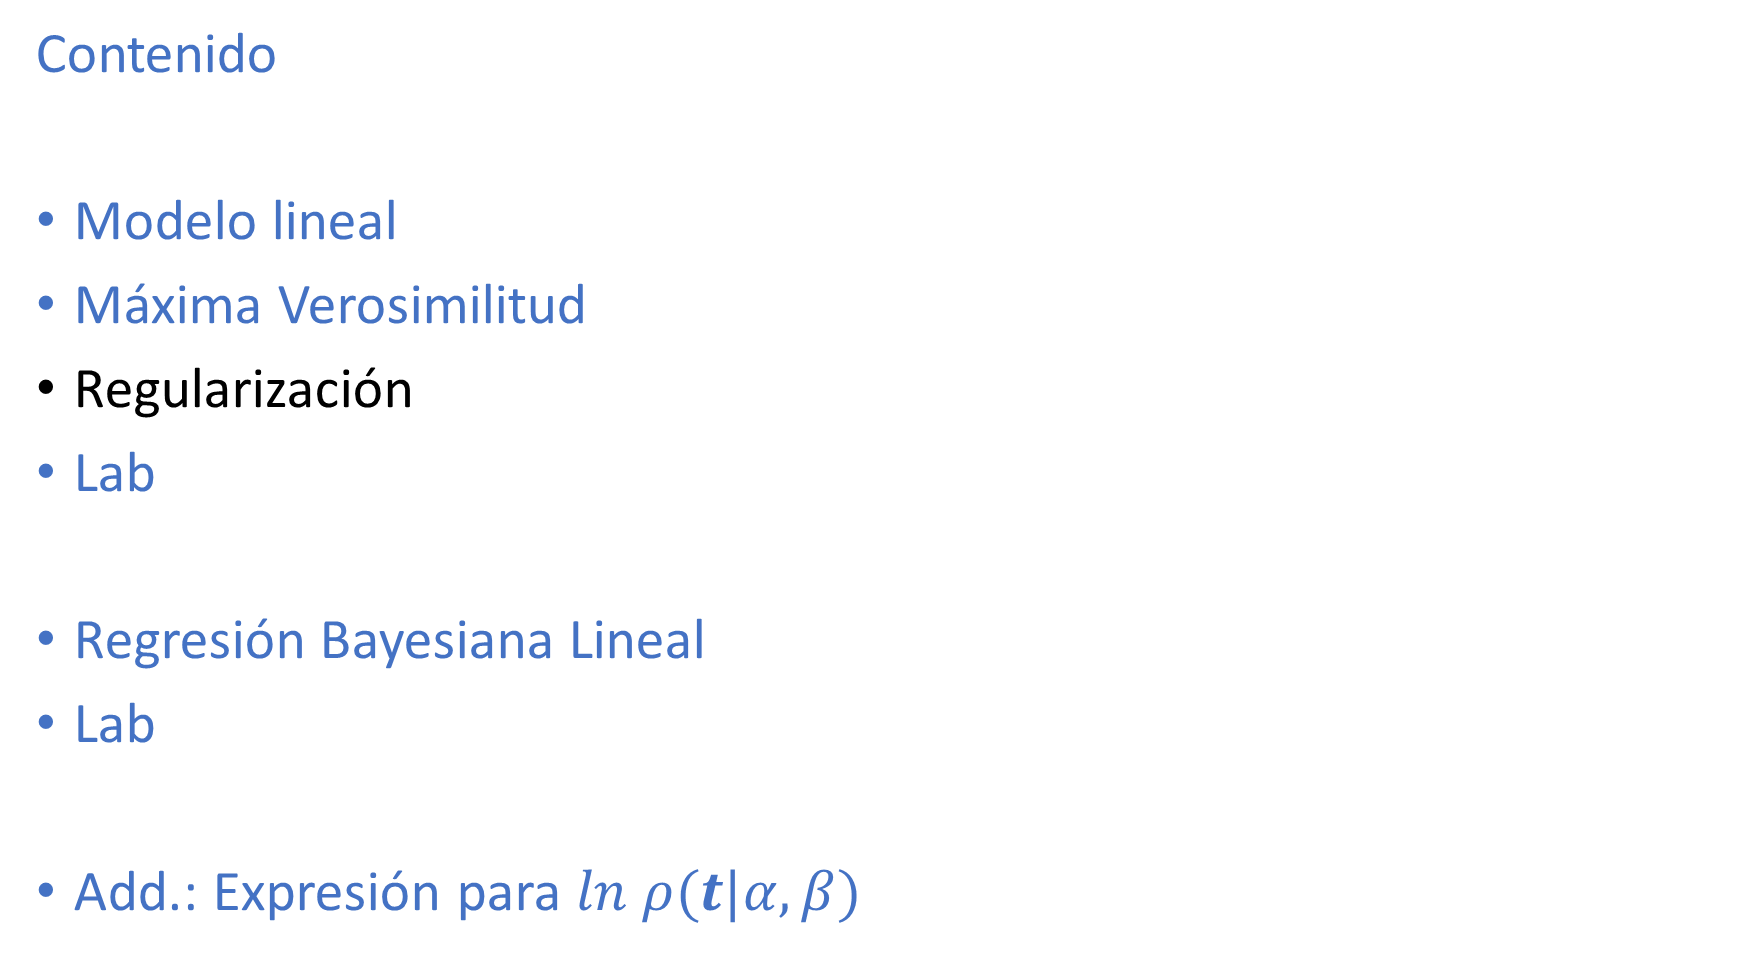 Contenido
• Modelo lineal
• Máxima Verosimilitud
• Regularización
• Lab
• Regresión Bayesiana Lineal
• Lab
• Add.: Expresión para ln ρ(t|α, β)